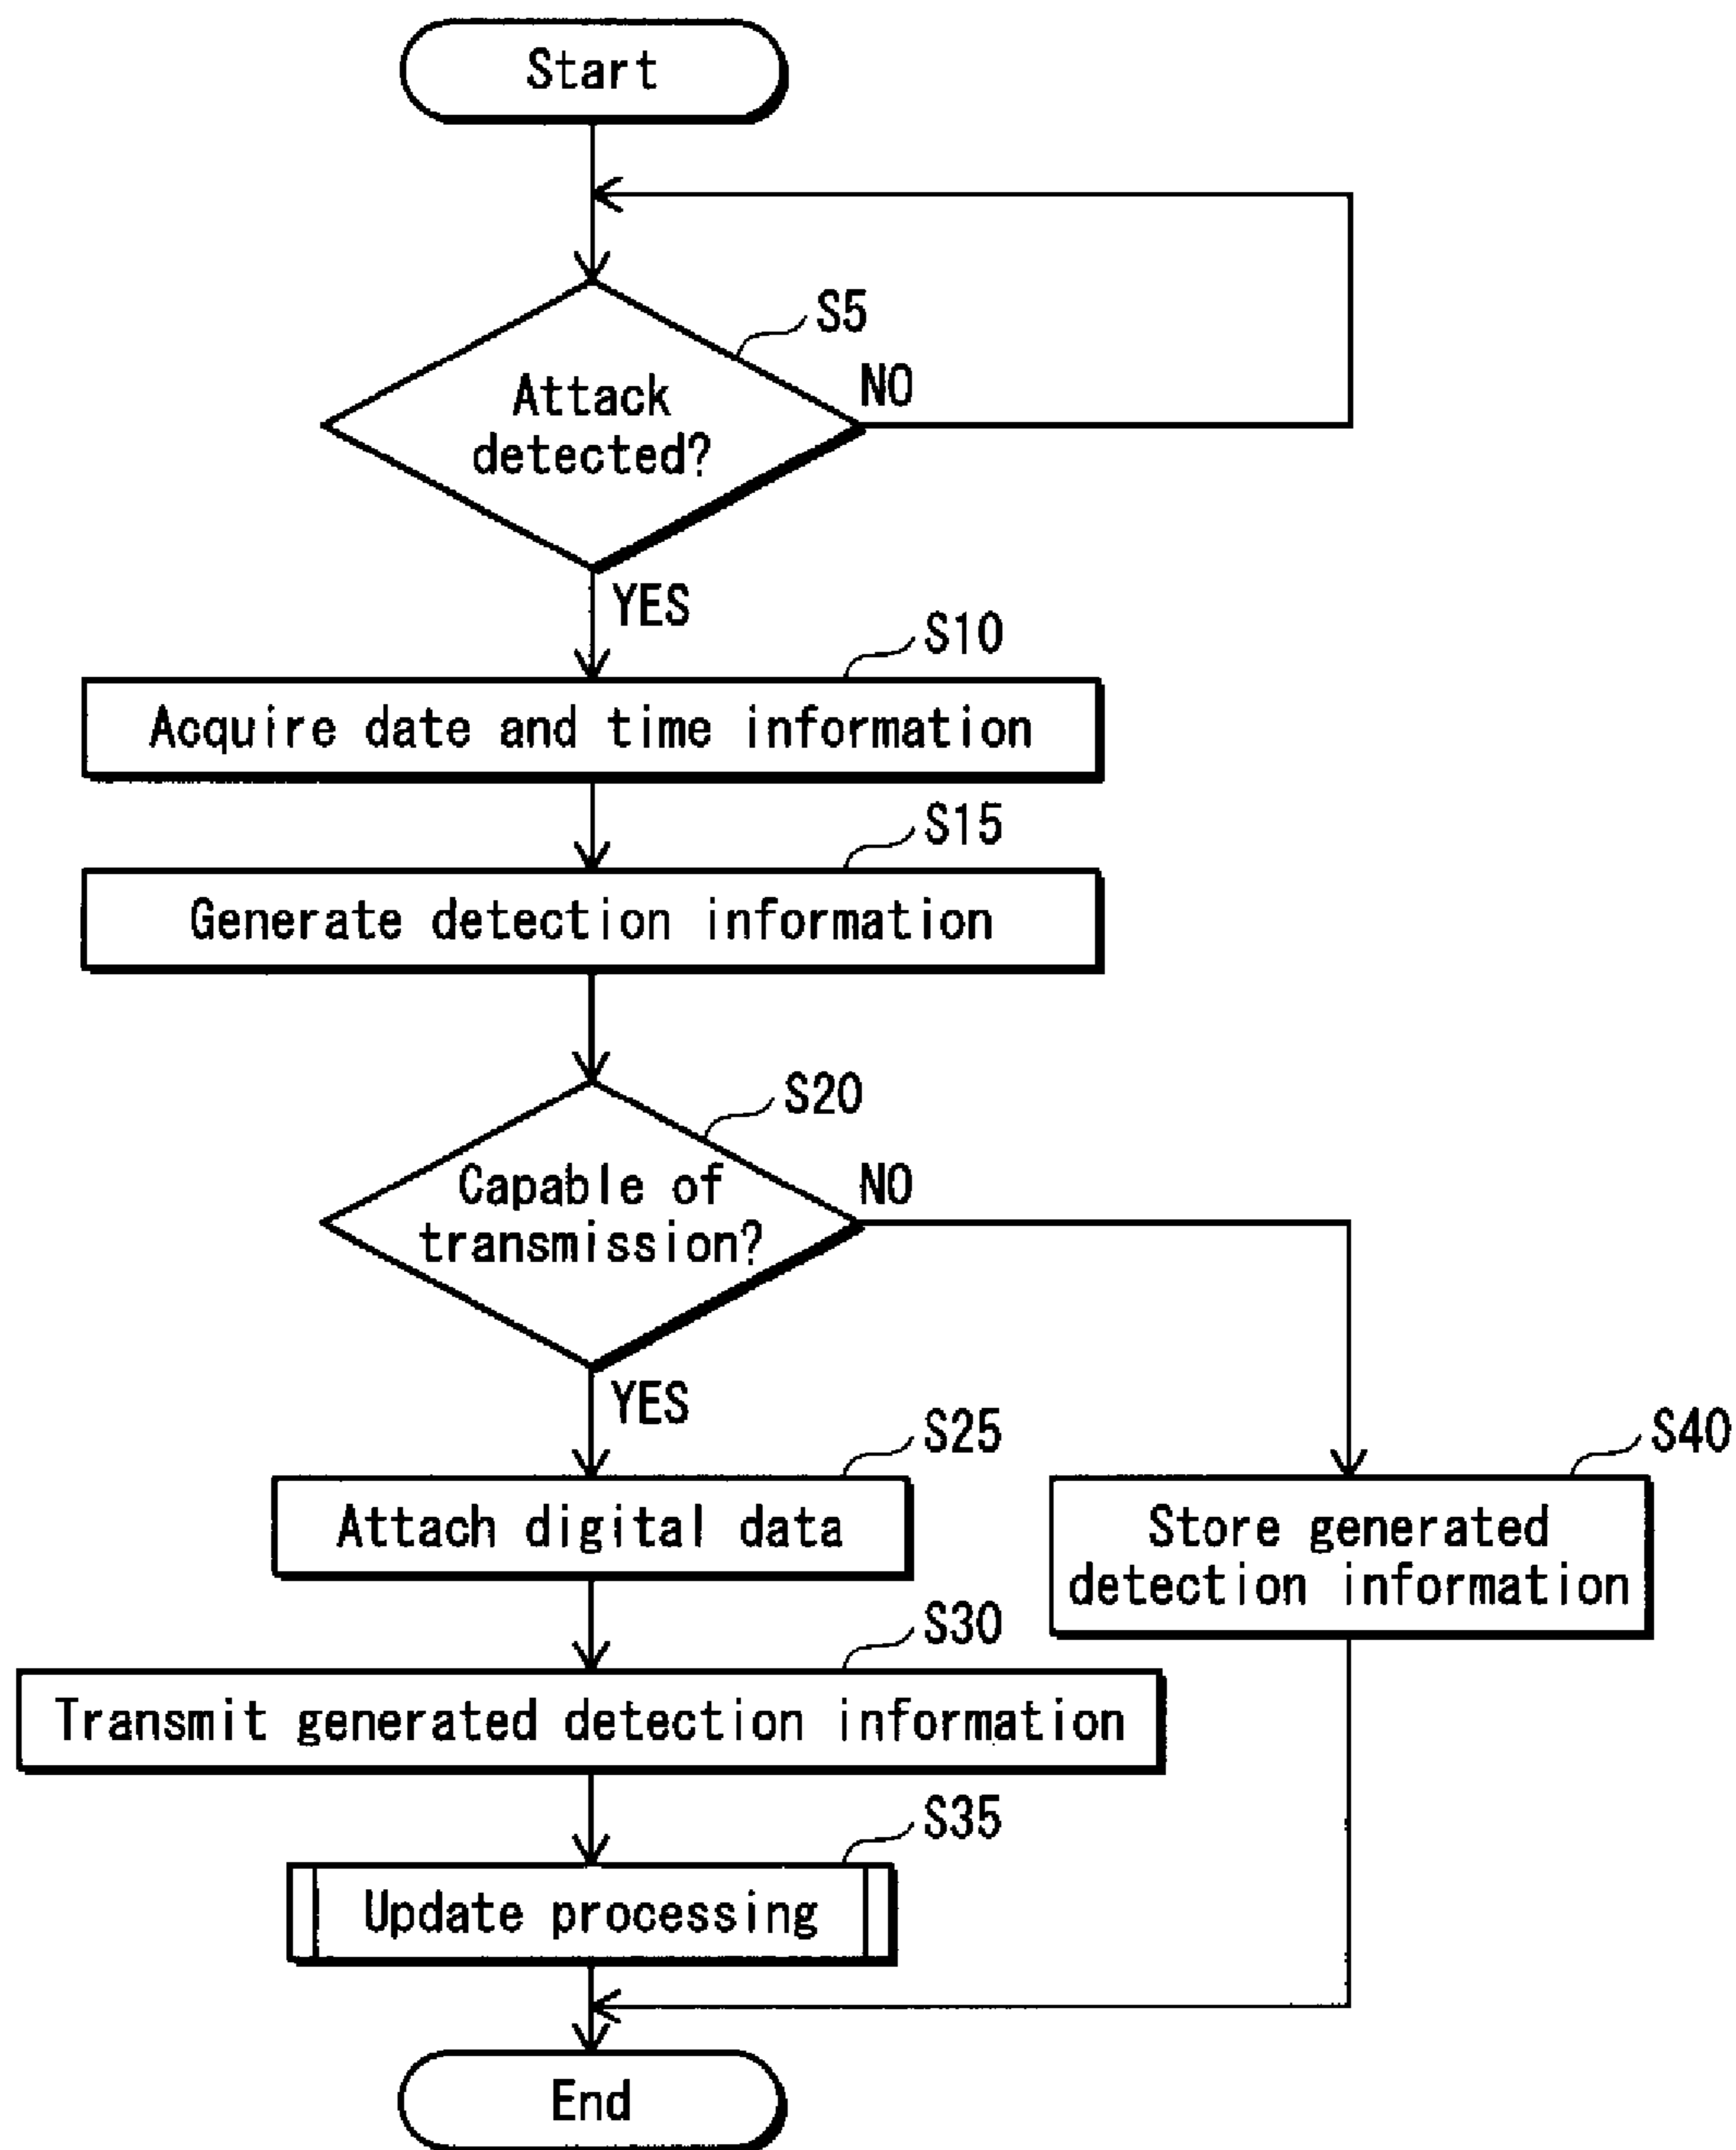 Start
S5
Attack
detected?
NO
YES
S10
Acquire date and time information
S15
Generate detection information
S20
Capable of
transmission?
NO
YES
S25
Attach digital data
S40
Store generated
detection information
S30
Transmit generated detection information
S35
Update processing
End